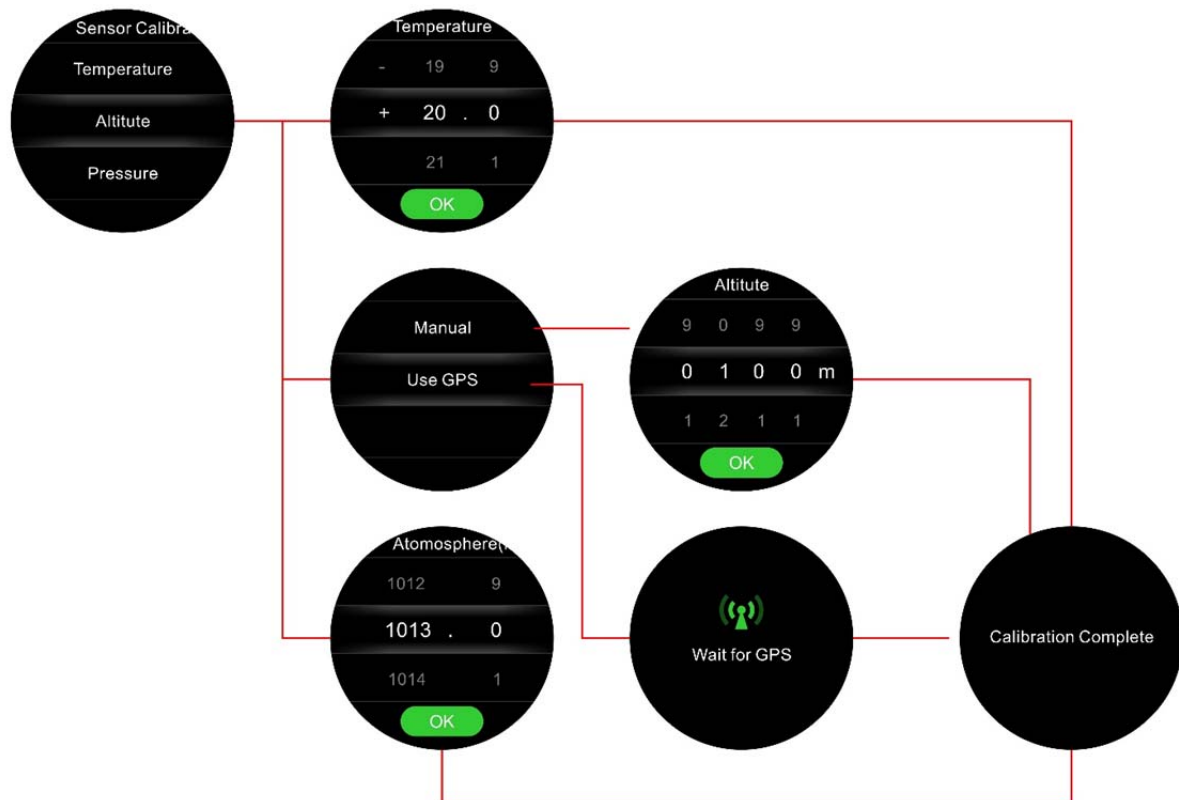 Sensor Calibra
Temperature
Altitute
Pressure
Temperature
- 19 9
+ 20 . 0
21 1
OK
Manual
Use GPS
Altitute
9 0 9 9
0 1 0 0 m
1 2 1 1
OK
Atomosphere(
1012 9
1013 . 0
1014 1
OK
Wait for GPS
Calibration Complete